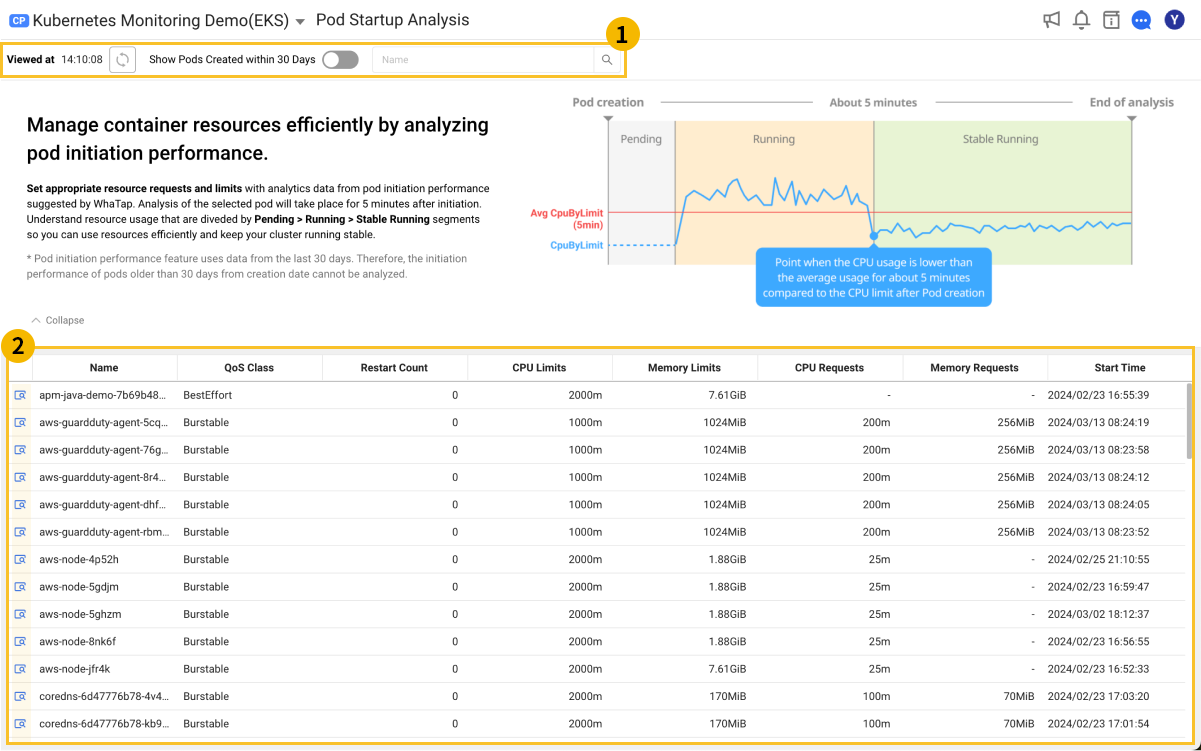 CP Kubernetes Monitoring Demo(EKS) Pod Startup Analysis
Y
1
Viewed at 14:10:08 Show Pods Created within 30 Days Name
Manage container resources efficiently by analyzing
pod initiation performance.
Set appropriate resource requests and limits with analytics data from pod initiation performance
suggested by WhaTap. Analysis of the selected pod will take place for 5 minutes after initiation.
Understand resource usage that are diveded by Pending > Running > Stable Running segments
so you can use resources efficiently and keep your cluster running stable.
* Pod initiation performance feature uses data from the last 30 days. Therefore, the initiation
performance of pods older than 30 days from creation date cannot be analyzed.
Collapse
Pod creation About 5 minutes End of analysis
Pending Running Stable Running
Avg CpuByLimit
(5min)
CpuByLimit
Point when the CPU usage is lower than
the average usage for about 5 minutes
compared to the CPU limit after Pod creation
2
Name QoS Class Restart Count CPU Limits Memory Limits CPU Requests Memory Requests Start Time
apm-java-demo-7b69b48... BestEffort 0 2000m 7.61GiB - - 2024/02/23 16:55:39
aws-guardduty-agent-5cq... Burstable 0 1000m 1024MiB 200m 256MiB 2024/03/13 08:24:19
aws-guardduty-agent-76g... Burstable 0 1000m 1024MiB 200m 256MiB 2024/03/13 08:23:58
aws-guardduty-agent-8r4... Burstable 0 1000m 1024MiB 200m 256MiB 2024/03/13 08:24:12
aws-guardduty-agent-dhf... Burstable 0 1000m 1024MiB 200m 256MiB 2024/03/13 08:24:05
aws-guardduty-agent-rbm... Burstable 0 1000m 1024MiB 200m 256MiB 2024/03/13 08:23:52
aws-node-4p52h Burstable 0 2000m 1.88GiB 25m - 2024/02/25 21:10:55
aws-node-5gdjm Burstable 0 2000m 1.88GiB 25m - 2024/02/23 16:59:47
aws-node-5ghzm Burstable 0 2000m 1.88GiB 25m - 2024/03/02 18:12:37
aws-node-8nk6f Burstable 0 2000m 1.88GiB 25m - 2024/02/23 16:56:55
aws-node-jfr4k Burstable 0 2000m 7.61GiB 25m - 2024/02/23 16:52:33
coredns-6d47776b78-4v4... Burstable 0 2000m 170MiB 100m 70MiB 2024/02/23 17:03:20
coredns-6d47776b78-kb9... Burstable 0 2000m 170MiB 100m 70MiB 2024/02/23 17:01:54